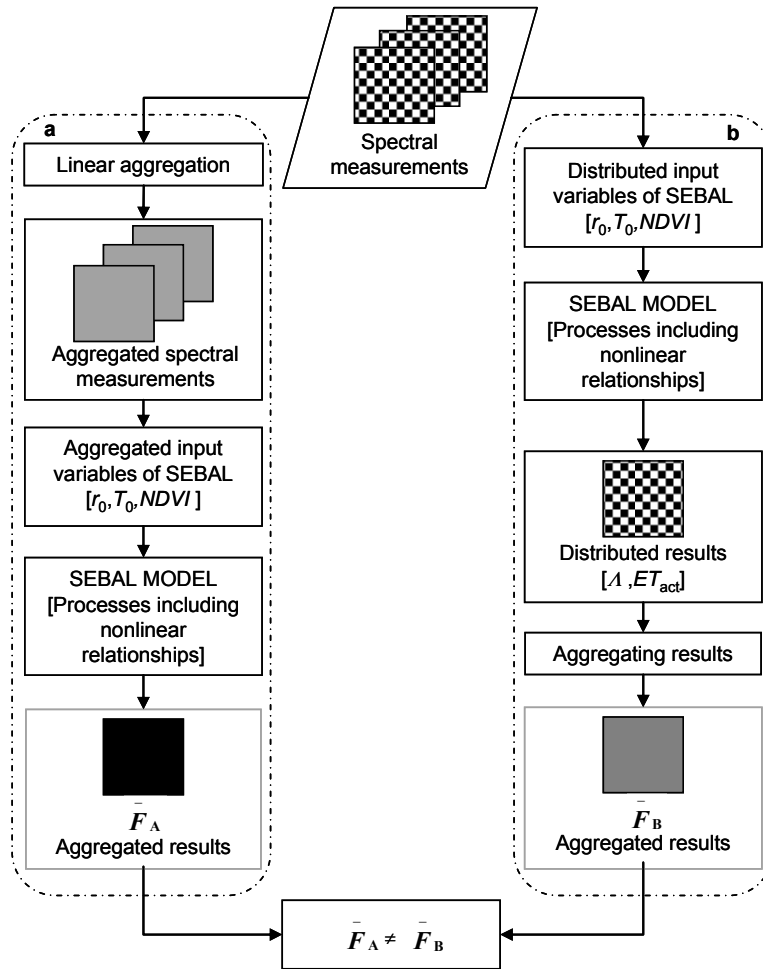 Spectral
measurements
a
Linear aggregation
Aggregated spectral
measurements
Aggregated input
variables of SEBAL
[r₀,T₀,NDVI ]
SEBAL MODEL
[Processes including
nonlinear
relationships]
F̄ A
Aggregated results
b
Distributed input
variables of SEBAL
[r₀,T₀,NDVI ]
SEBAL MODEL
[Processes including
nonlinear
relationships]
Distributed results
[Λ ,ET_act]
Aggregating results
F̄ B
Aggregated results
F̄ A ≠ F̄ B